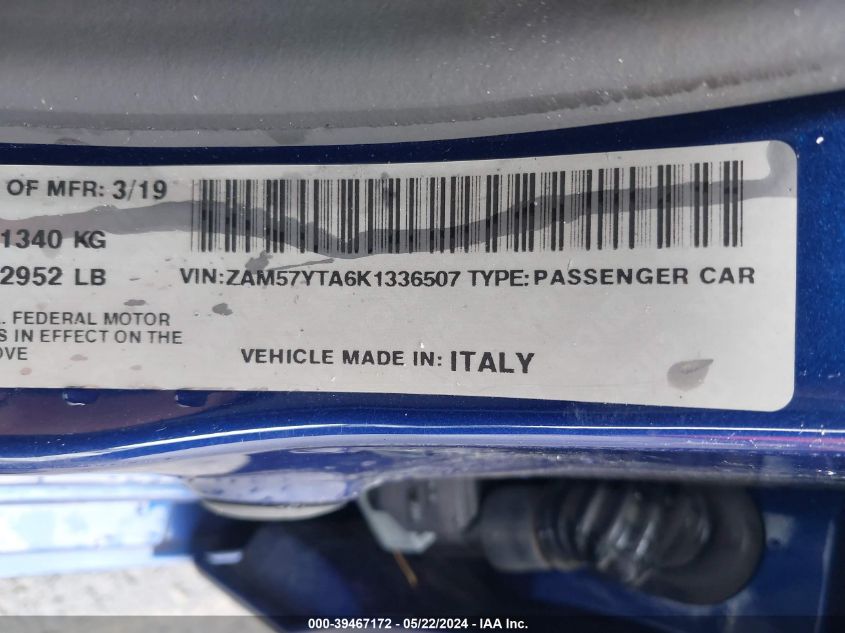 OF MFR: 3/19
1340 KG
2952 LB
VIN:ZAM57YTA6K1336507 TYPE: PASSENGER CAR
. FEDERAL MOTOR
S IN EFFECT ON THE
OVE
VEHICLE MADE IN: ITALY
000-39467172 - 05/22/2024 - IAA Inc.